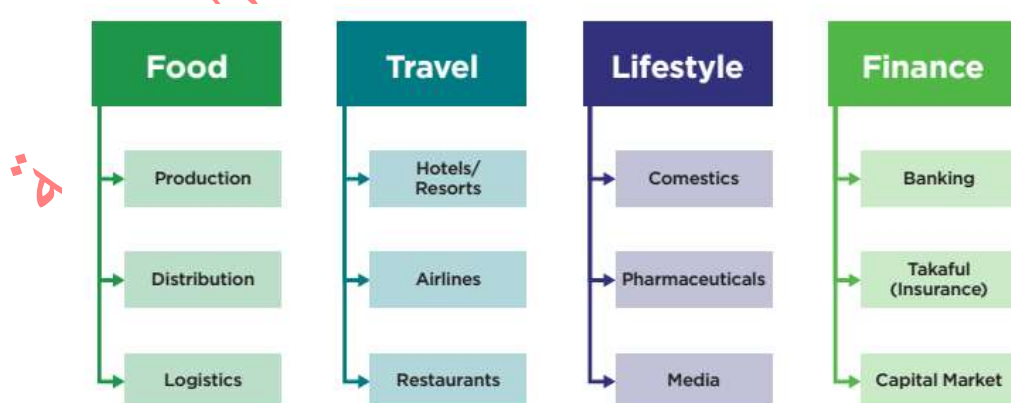 Food
Production
Distribution
Logistics
Travel
Hotels/
Resorts
Airlines
Restaurants
Lifestyle
Comestics
Pharmaceuticals
Media
Finance
Banking
Takaful
(Insurance)
Capital Market